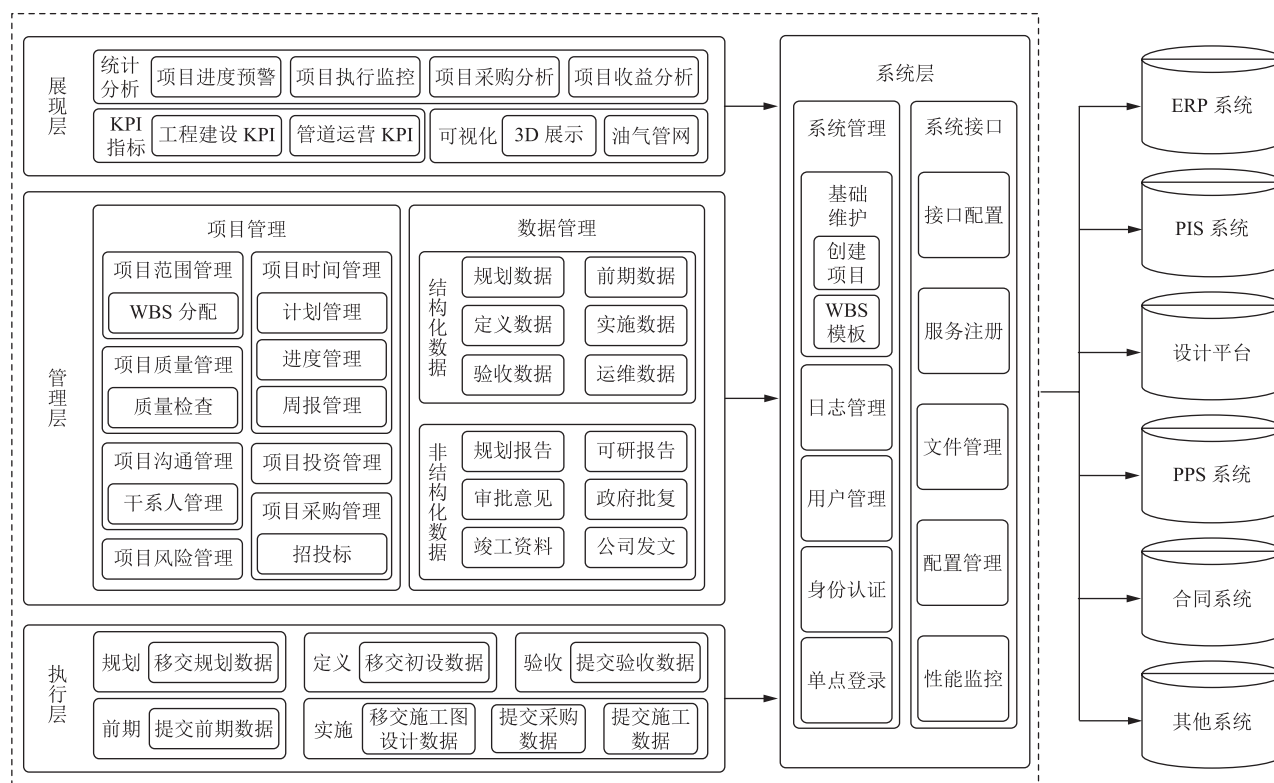 展现层
统计分析
项目进度预警
项目执行监控
项目采购分析
项目收益分析
KPI
指标
工程建设 KPI
管道运营 KPI
可视化
3D 展示
油气管网
管理层
项目管理
项目范围管理
WBS 分配
项目质量管理
质量检查
项目沟通管理
干系人管理
项目风险管理
项目时间管理
计划管理
进度管理
周报管理
项目投资管理
项目采购管理
招投标
数据管理
结构化数据
规划数据
前期数据
定义数据
实施数据
验收数据
运维数据
非结构化数据
规划报告
可研报告
审批意见
政府批复
竣工资料
公司发文
执行层
规划
移交规划数据
定义
移交初设数据
验收
提交验收数据
前期
提交前期数据
实施
移交施工图
设计数据
提交采购
数据
提交施工
数据
系统层
系统管理
基础
维护
创建
项目
WBS
模板
日志管理
用户管理
身份认证
单点登录
系统接口
接口配置
服务注册
文件管理
配置管理
性能监控
ERP 系统
PIS 系统
设计平台
PPS 系统
合同系统
其他系统